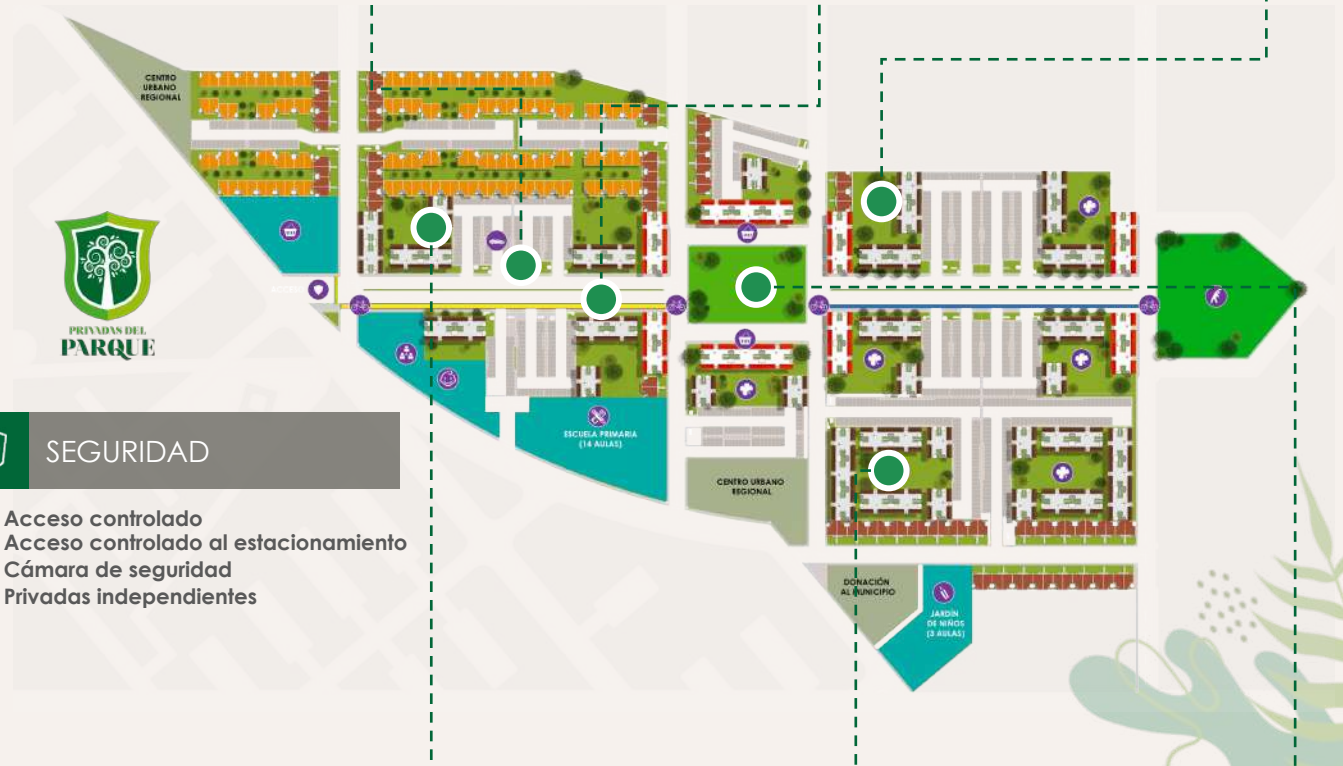 CENTRO
URBANO
REGIONAL
PRIVADAS DEL
PARQUE
ESCUELA PRIMARIA
(14 AULAS)
SEGURIDAD
CENTRO URBANO
REGIONAL
Acceso controlado
Acceso controlado al estacionamiento
Cámara de seguridad
Privadas independientes
DONACIÓN
AL MUNICIPIO
JARDÍN
DE NIÑOS
(3 AULAS)